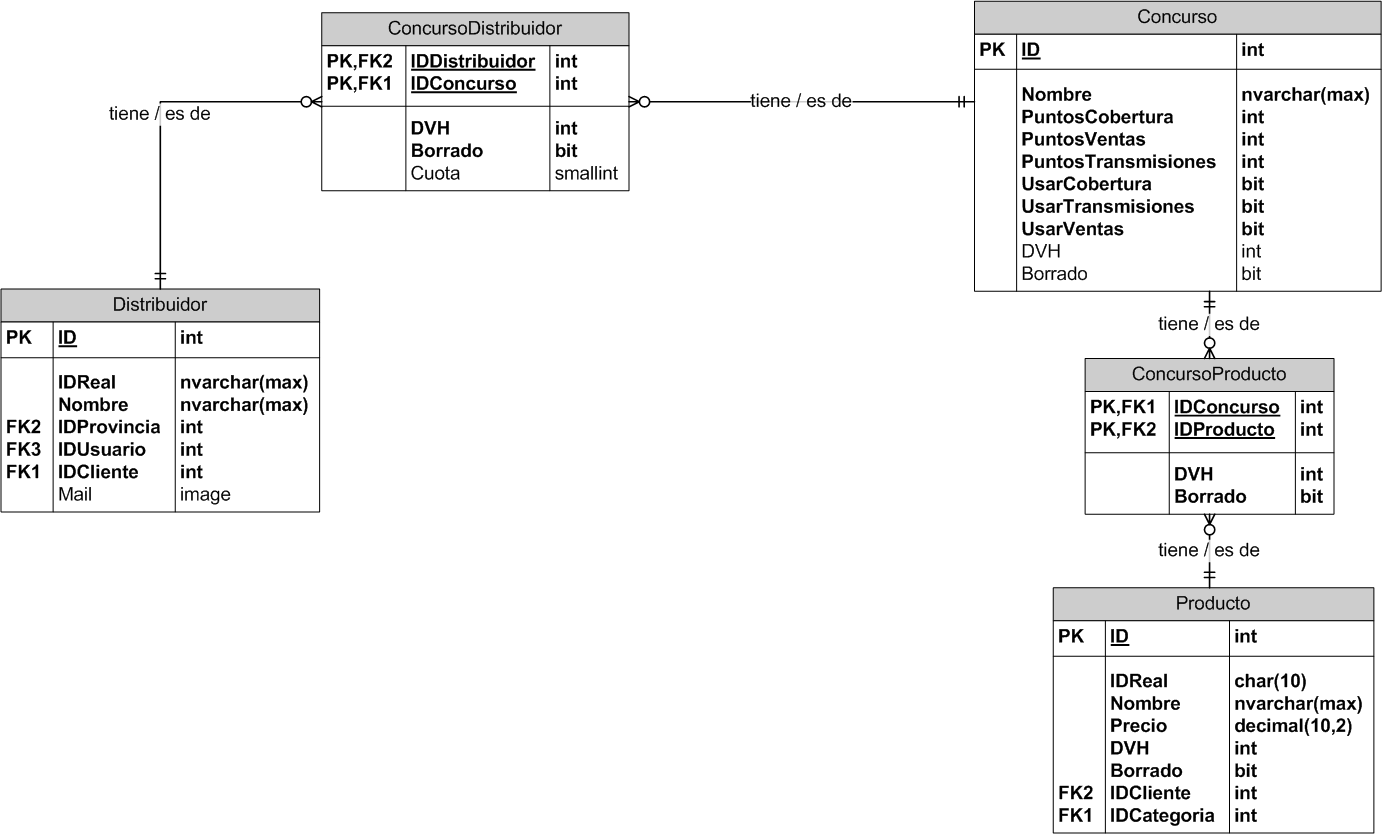 ConcursoDistribuidor
PK,FK2 IDDistribuidor int
PK,FK1 IDConcurso int
DVH int
Borrado bit
Cuota smallint
Concurso
PK ID int
Nombre nvarchar(max)
PuntosCobertura int
PuntosVentas int
PuntosTransmisiones int
UsarCobertura bit
UsarTransmisiones bit
UsarVentas bit
DVH int
Borrado bit
tiene / es de
tiene / es de
Distribuidor
PK ID int
IDReal nvarchar(max)
Nombre nvarchar(max)
FK2 IDProvincia int
FK3 IDUsuario int
FK1 IDCliente int
Mail image
tiene / es de
ConcursoProducto
PK,FK1 IDConcurso int
PK,FK2 IDProducto int
DVH int
Borrado bit
tiene / es de
Producto
PK ID int
IDReal char(10)
Nombre nvarchar(max)
Precio decimal(10,2)
DVH int
Borrado bit
FK2 IDCliente int
FK1 IDCategoria int